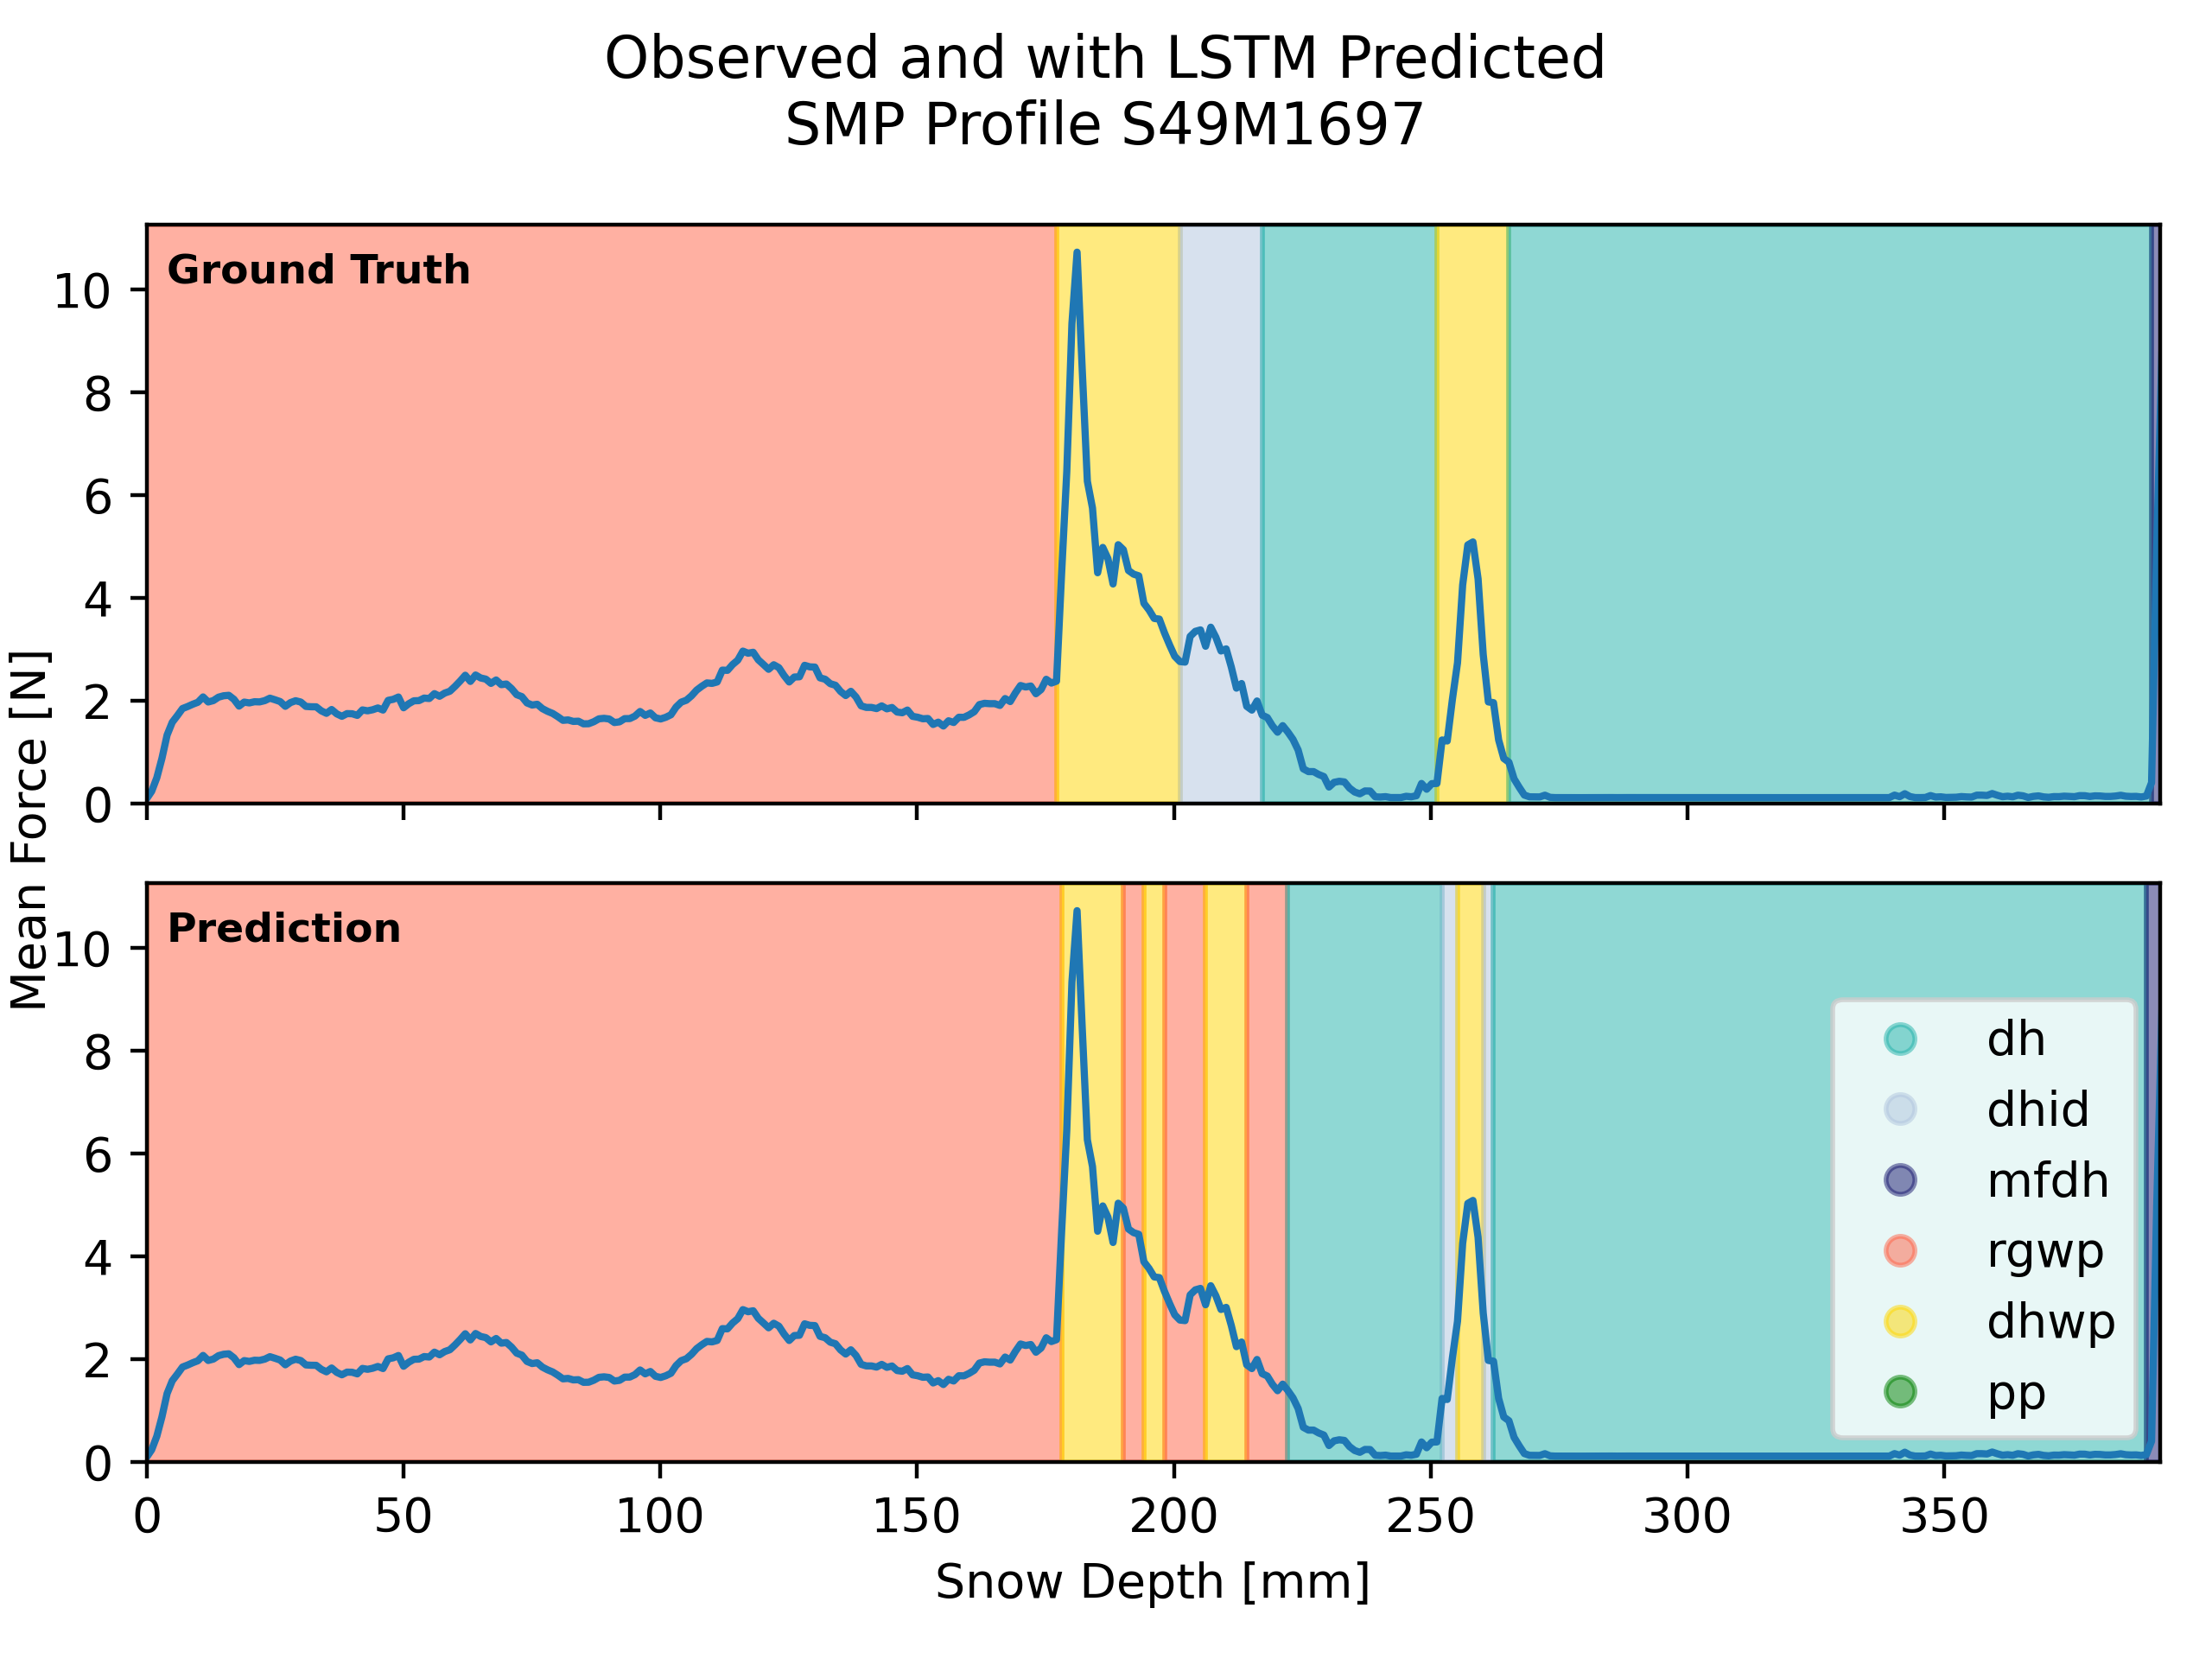 Observed and with LSTM Predicted
SMP Profile S49M1697
Ground Truth
10
8
6
4
2
0
Mean Force [N]
Prediction
10
8
6
4
2
0
dh
dhid
mfdh
rgwp
dhwp
pp
0 50 100 150 200 250 300 350
Snow Depth [mm]